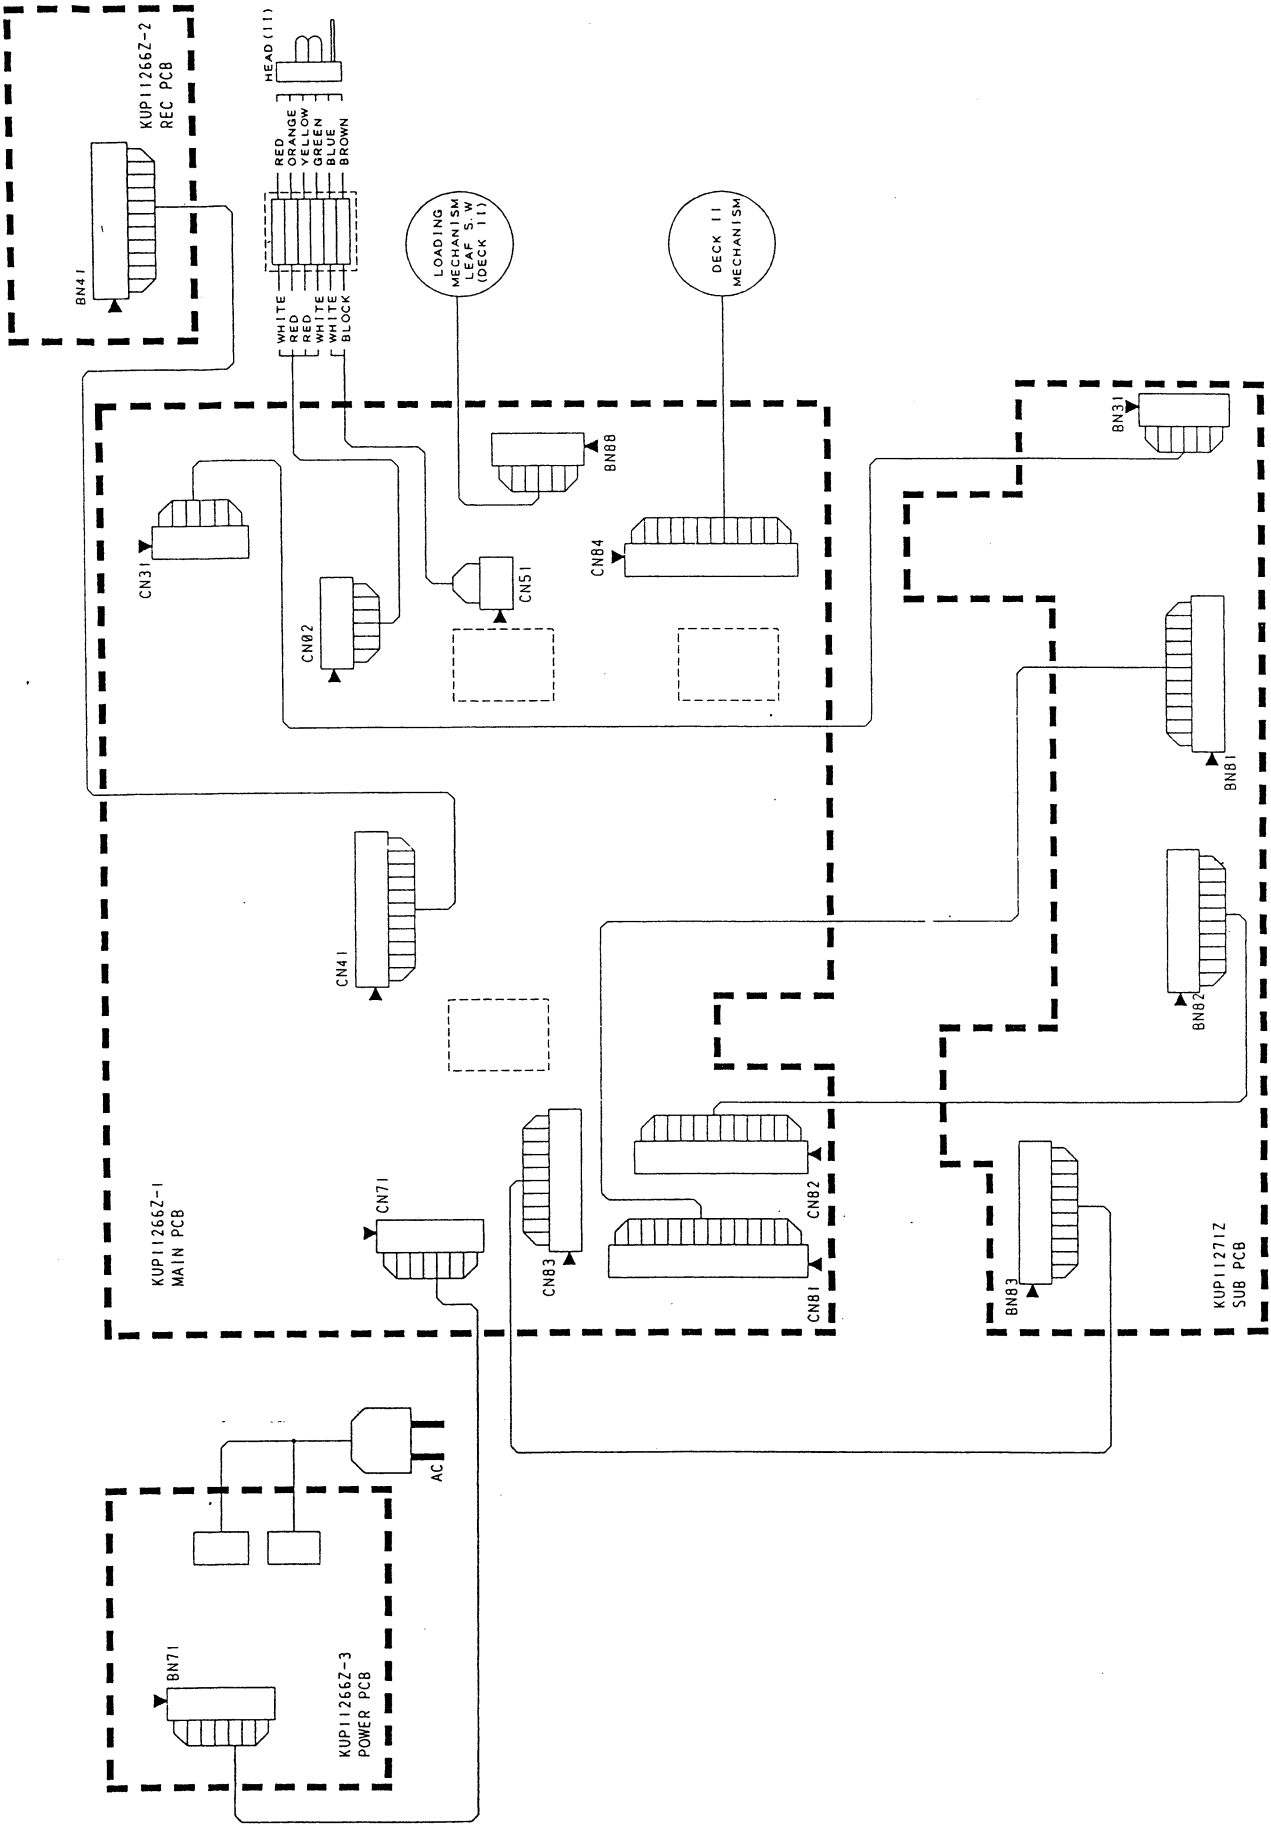 KUP11266Z-2
REC PCB
BN41
HEAD(11)
RED
ORANGE
YELLOW
GREEN
BLUE
BROWN
WHITE
RED
RED
WHITE
WHITE
BLOCK
LOADING
MECHANISM
LEAF S.W
(DECK 11)
DECK 11
MECHANISM
CN31
CN02
CN51
BN88
CN84
BN31
CN41
BN81
BN82
KUP11266Z-1
MAIN PCB
CN71
CN83
CN82
CN81
BN83
KUP11271Z
SUB PCB
AC
BN71
KUP11266Z-3
POWER PCB